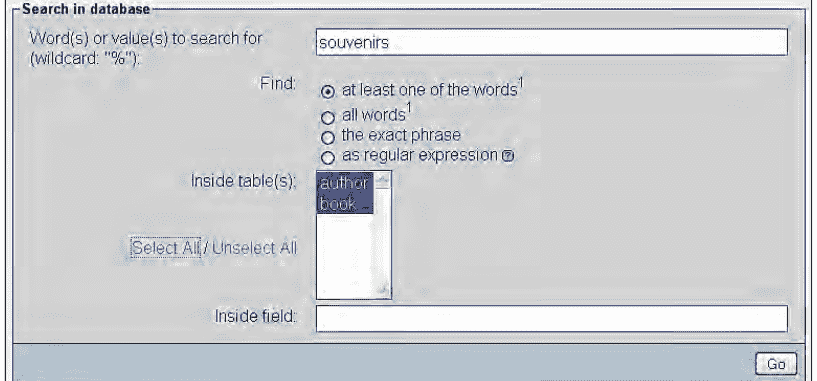 Search in database
Word(s) or value(s) to search for
(wildcard: "%"):
souvenirs
Find:
at least one of the words1
all words1
the exact phrase
as regular expression
Inside table(s):
author
book
Select All / Unselect All
Inside field:
Go